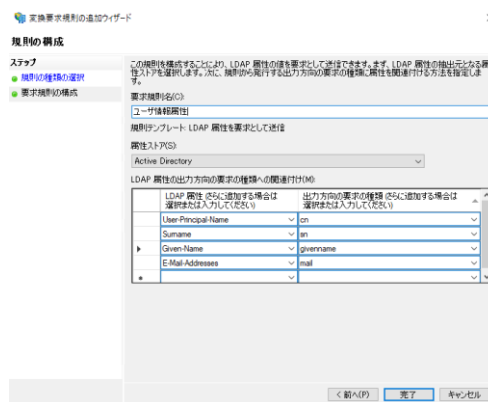 変換要求規則の追加ウィザード
規則の構成
ステップ
規則の種類の選択
要求規則の構成
この規則を構成することにより、LDAP 属性の値を要求として送信できます。まず、LDAP 属性の抽出元となる属
性ストアを選択します。次に、規則から発行する出力方向の要求の種類に属性を関連付ける方法を指定しま
す。
要求規則名(C):
ユーザ情報属性
規則テンプレート: LDAP 属性を要求として送信
属性ストア(S):
Active Directory
LDAP 属性の出力方向の要求の種類への関連付け(M):
LDAP 属性 (さらに追加する場合は
選択または入力してください)
出力方向の要求の種類 (さらに追加する場合は
選択または入力してください)
User-Principal-Name cn
Surname sn
Given-Name givenname
E-Mail-Addresses mail
< 前へ(P) 完了 キャンセル